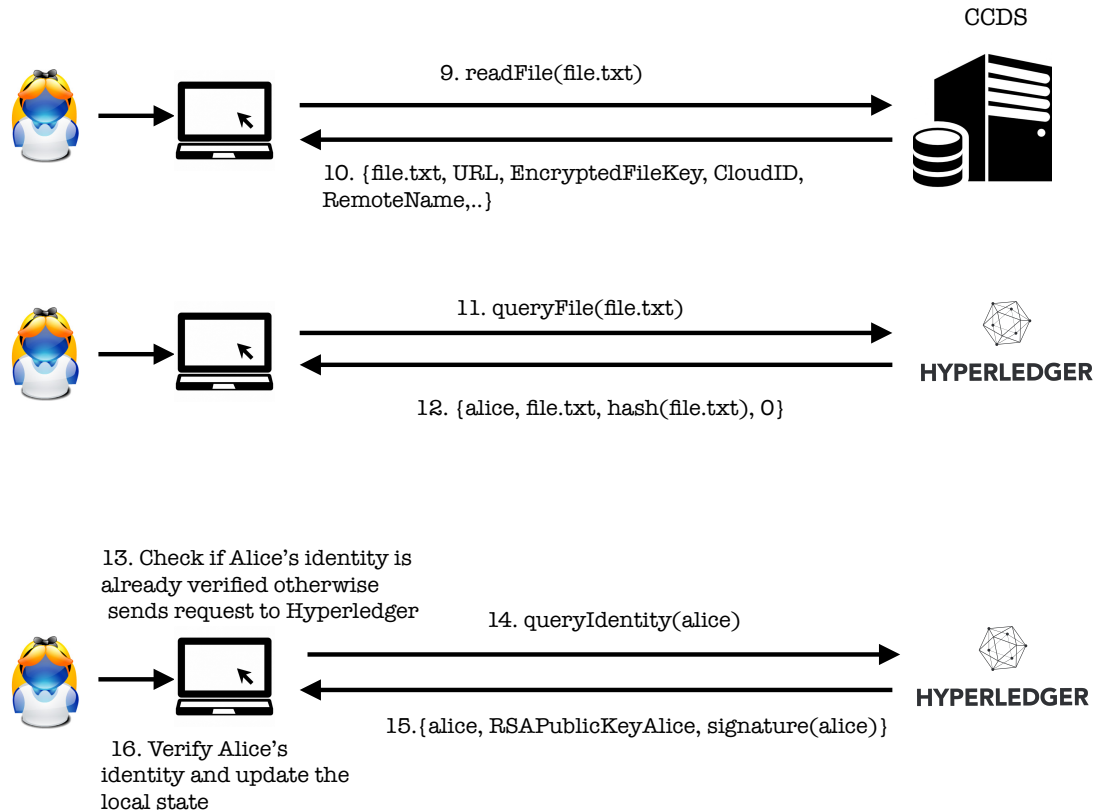 CCDS
9. readFile(file.txt)
10. {file.txt, URL, EncryptedFileKey, CloudID,
RemoteName,..}
11. queryFile(file.txt)
HYPERLEDGER
12. {alice, file.txt, hash(file.txt), 0}
13. Check if Alice's identity is
already verified otherwise
sends request to Hyperledger
14. queryIdentity(alice)
HYPERLEDGER
15.{alice, RSAPublicKeyAlice, signature(alice)}
16. Verify Alice's
identity and update the
local state